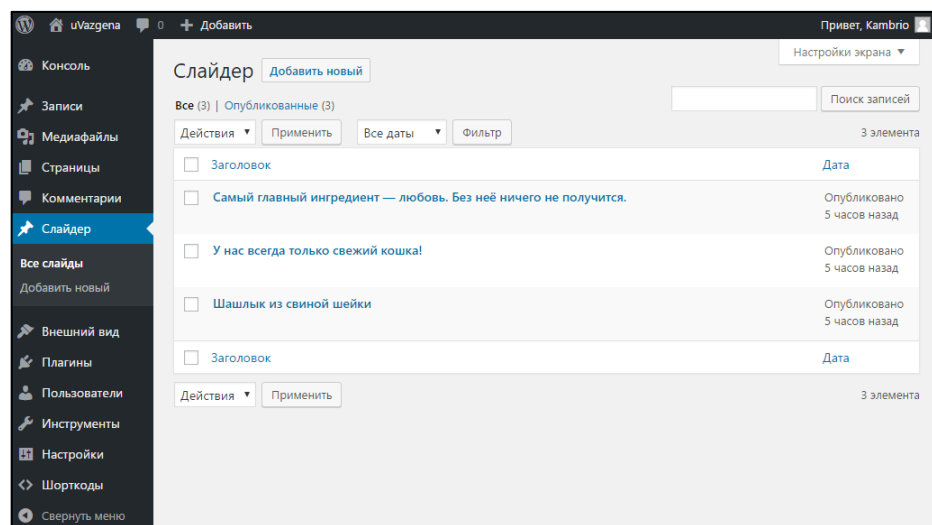 uVazgena 0 + Добавить Привет, Kambrio
Настройки экрана ▼
Консоль
Записи
Медиафайлы
Страницы
Комментарии
Слайдер
Все слайды
Добавить новый
Внешний вид
Плагины
Пользователи
Инструменты
Настройки
Шорткоды
Свернуть меню
Слайдер Добавить новый
Все (3) | Опубликованные (3)
Поиск записей
Действия ▼ Применить Все даты ▼ Фильтр 3 элемента
Заголовок Дата
Самый главный ингредиент — любовь. Без неё ничего не получится. Опубликовано
5 часов назад
У нас всегда только свежий кошка! Опубликовано
5 часов назад
Шашлык из свиной шейки Опубликовано
5 часов назад
Заголовок Дата
Действия ▼ Применить 3 элемента